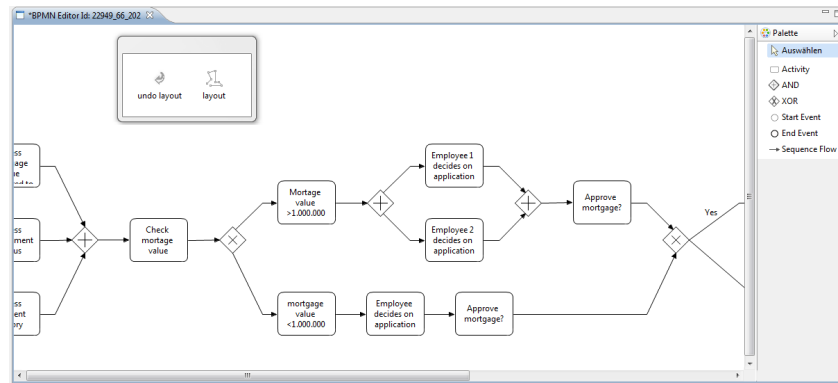 *BPMN Editor Id: 22949_66_202
undo layout
layout
Palette
Auswählen
Activity
AND
XOR
Start Event
End Event
Sequence Flow
Check
mortage
value
Mortage
value
>1.000.000
Employee 1
decides on
application
Employee 2
decides on
application
Approve
mortgage?
Yes
mortgage
value
<1.000.000
Employee
decides on
application
Approve
mortgage?